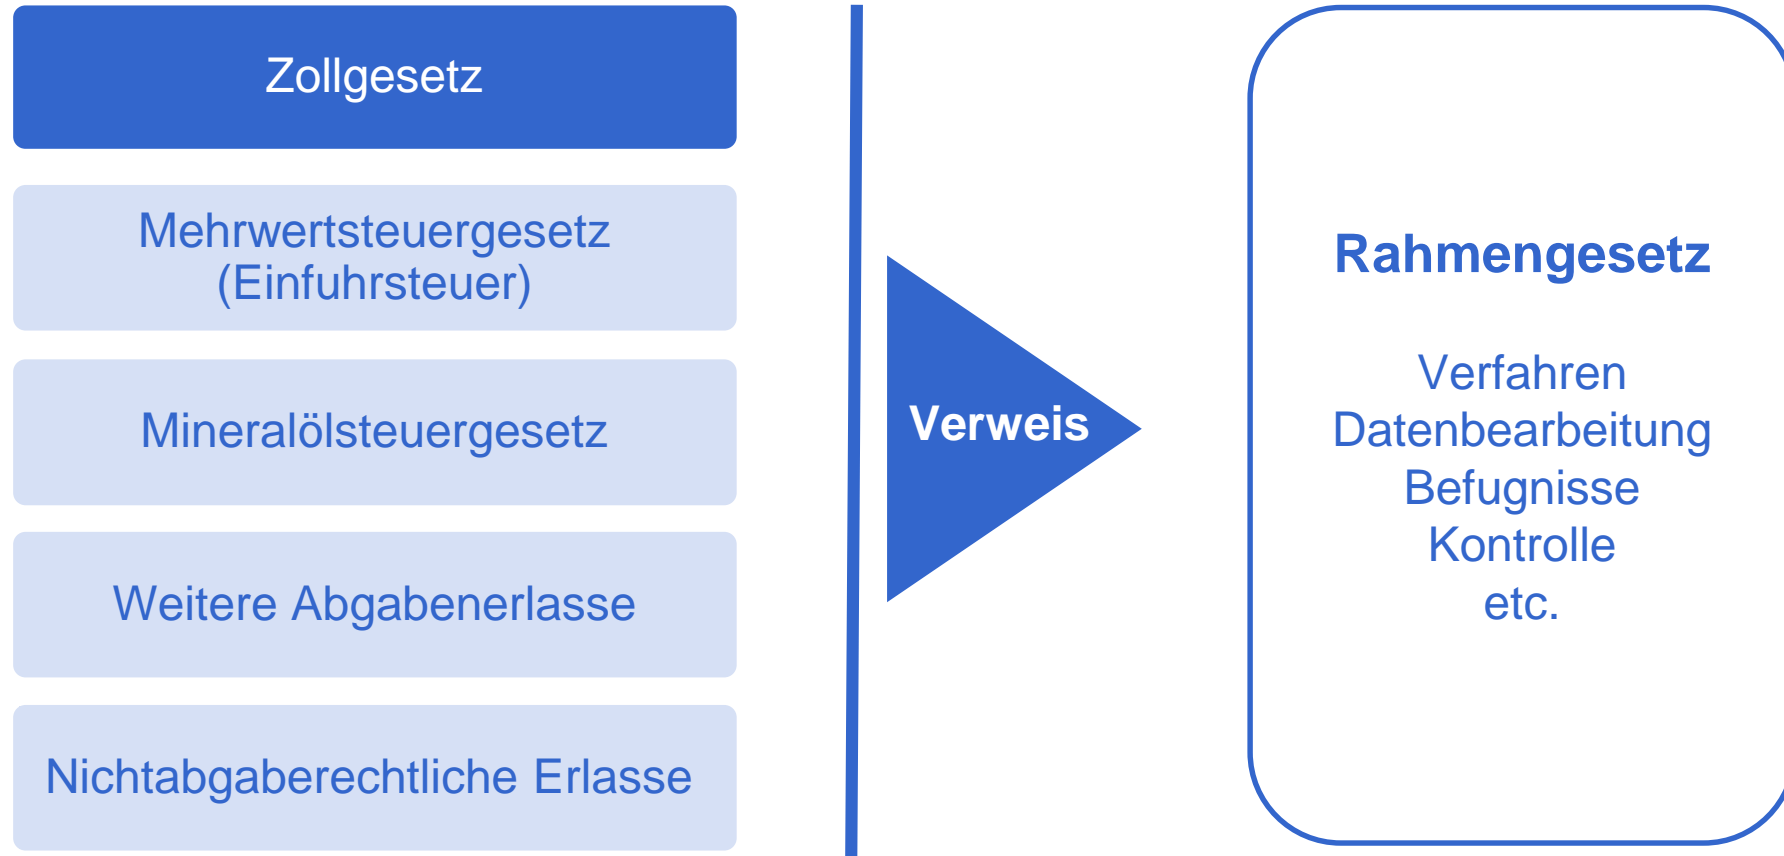 Zollgesetz
Mehrwertsteuergesetz
(Einfuhrsteuer)
Mineralölsteuergesetz
Weitere Abgabenerlasse
Nichtabgaberechtliche Erlasse
Verweis
Rahmengesetz
Verfahren
Datenbearbeitung
Befugnisse
Kontrolle
etc.